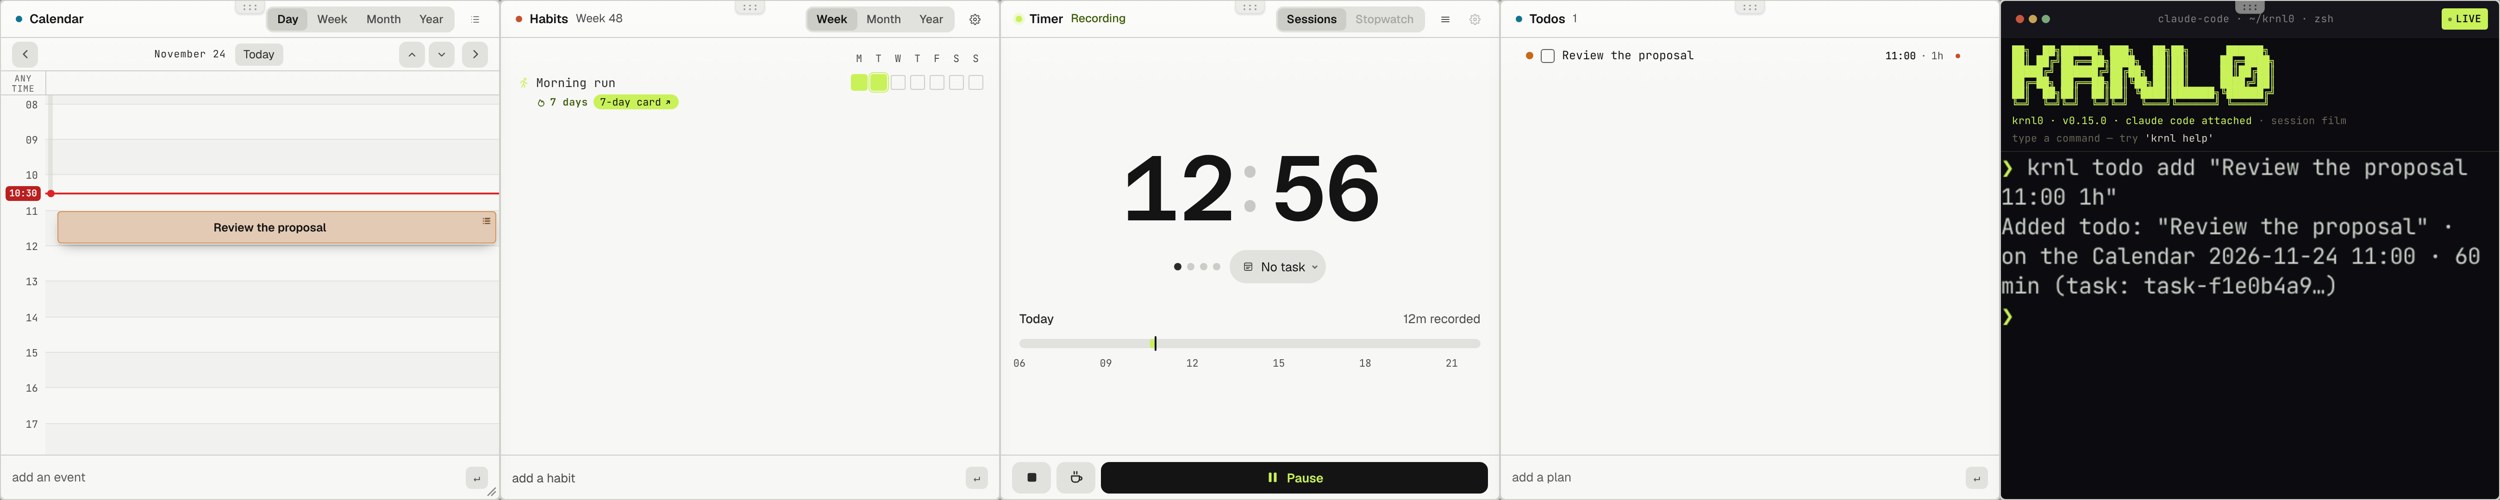 Calendar
Day Week Month Year
November 24 Today
ANY TIME
08
09
10
10:30
11
Review the proposal
12
13
14
15
16
17
add an event
Habits Week 48
Week Month Year
M T W T F S S
Morning run
7 days 7-day card ↗
add a habit
Timer Recording
Sessions Stopwatch
12:56
No task
Today 12m recorded
06 09 12 15 18 21
Pause
Todos 1
Review the proposal 11:00 · 1h
add a plan
claude-code · ~/krnl0 · zsh
LIVE
KRNL0
krnl0 · v0.15.0 · claude code attached · session film
type a command — try 'krnl help'
❯ krnl todo add "Review the proposal
11:00 1h"
Added todo: "Review the proposal" ·
on the Calendar 2026-11-24 11:00 · 60
min (task: task-f1e0b4a9…)
❯